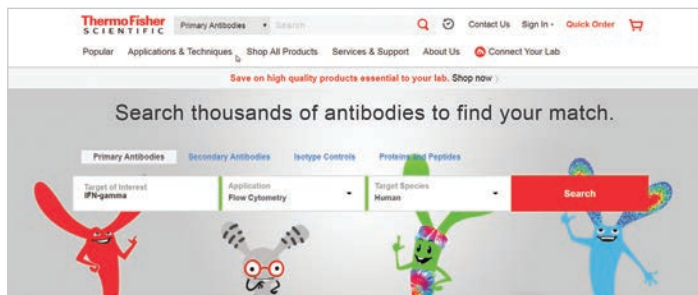 ThermoFisher
SCIENTIFIC
Primary Antibodies Search Contact Us Sign In Quick Order
Popular Applications & Techniques Shop All Products Services & Support About Us Connect Your Lab
Save on high quality products essential to your lab. Shop now
Search thousands of antibodies to find your match.
Primary Antibodies Secondary Antibodies Isotype Controls Proteins and Peptides
Target of Interest Application Target Species
IFN-gamma Flow Cytometry Human Search